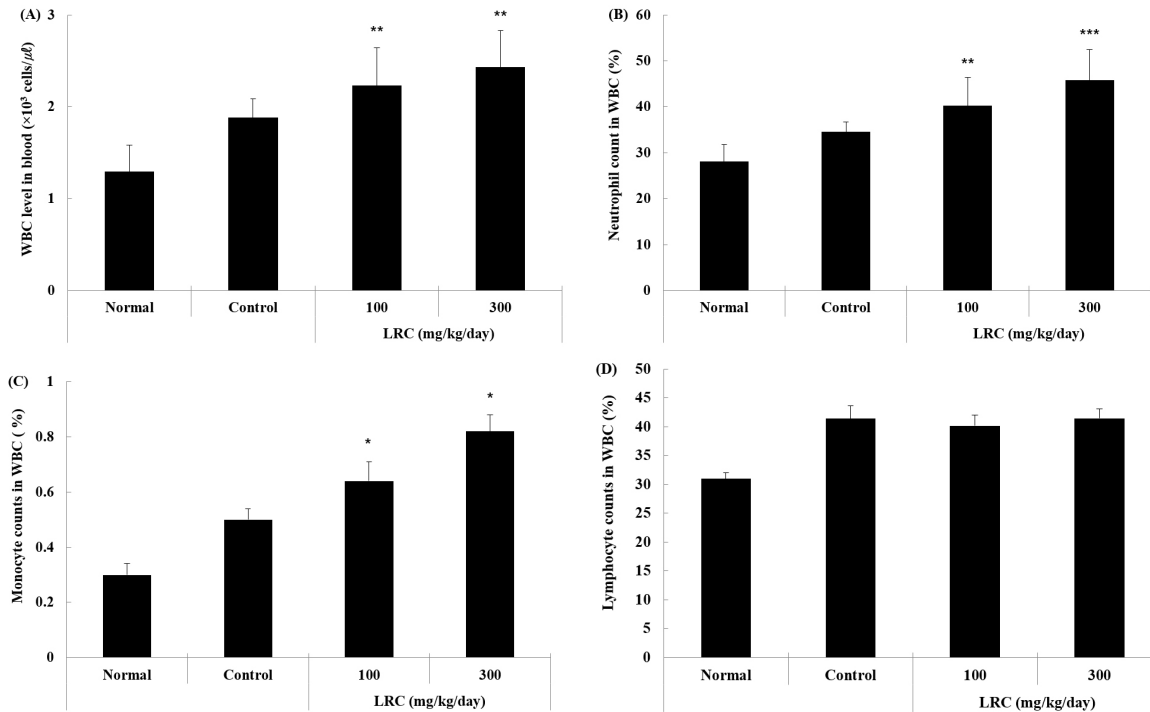 (A)
WBC level in blood (×10³ cells/㎕)
3
2
1
0
**
**
Normal
Control
100
300
LRC (mg/kg/day)
(B)
Neutrophil count in WBC (%)
60
50
40
30
20
10
0
**
***
Normal
Control
100
300
LRC (mg/kg/day)
(C)
Monocyte counts in WBC ( %)
1
0.8
0.6
0.4
0.2
0
*
*
Normal
Control
100
300
LRC (mg/kg/day)
(D)
Lymphocyte counts in WBC (%)
50
45
40
35
30
25
20
15
10
5
0
Normal
Control
100
300
LRC (mg/kg/day)